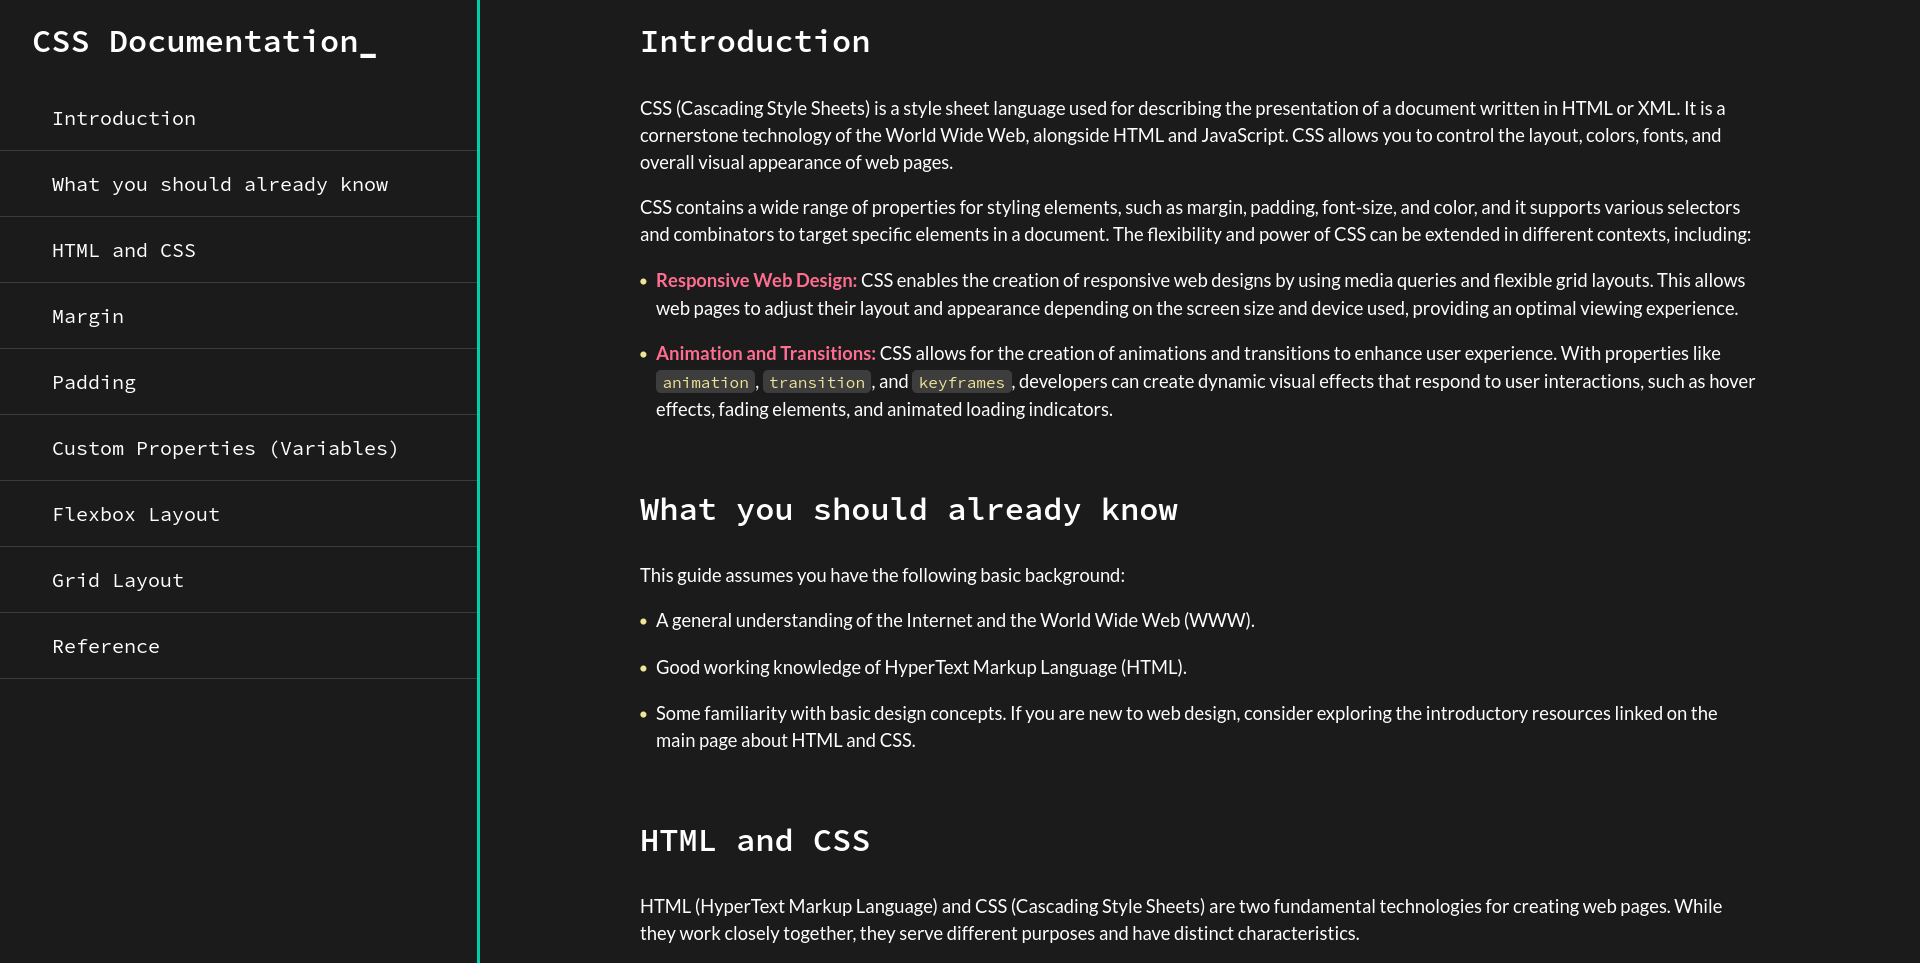 CSS Documentation_
Introduction
What you should already know
HTML and CSS
Margin
Padding
Custom Properties (Variables)
Flexbox Layout
Grid Layout
Reference
Introduction
CSS (Cascading Style Sheets) is a style sheet language used for describing the presentation of a document written in HTML or XML. It is a
cornerstone technology of the World Wide Web, alongside HTML and JavaScript. CSS allows you to control the layout, colors, fonts, and
overall visual appearance of web pages.
CSS contains a wide range of properties for styling elements, such as margin, padding, font-size, and color, and it supports various selectors
and combinators to target specific elements in a document. The flexibility and power of CSS can be extended in different contexts, including:
• Responsive Web Design: CSS enables the creation of responsive web designs by using media queries and flexible grid layouts. This allows
web pages to adjust their layout and appearance depending on the screen size and device used, providing an optimal viewing experience.
• Animation and Transitions: CSS allows for the creation of animations and transitions to enhance user experience. With properties like
animation, transition, and keyframes, developers can create dynamic visual effects that respond to user interactions, such as hover
effects, fading elements, and animated loading indicators.
What you should already know
This guide assumes you have the following basic background:
• A general understanding of the Internet and the World Wide Web (WWW).
• Good working knowledge of HyperText Markup Language (HTML).
• Some familiarity with basic design concepts. If you are new to web design, consider exploring the introductory resources linked on the
main page about HTML and CSS.
HTML and CSS
HTML (HyperText Markup Language) and CSS (Cascading Style Sheets) are two fundamental technologies for creating web pages. While
they work closely together, they serve different purposes and have distinct characteristics.